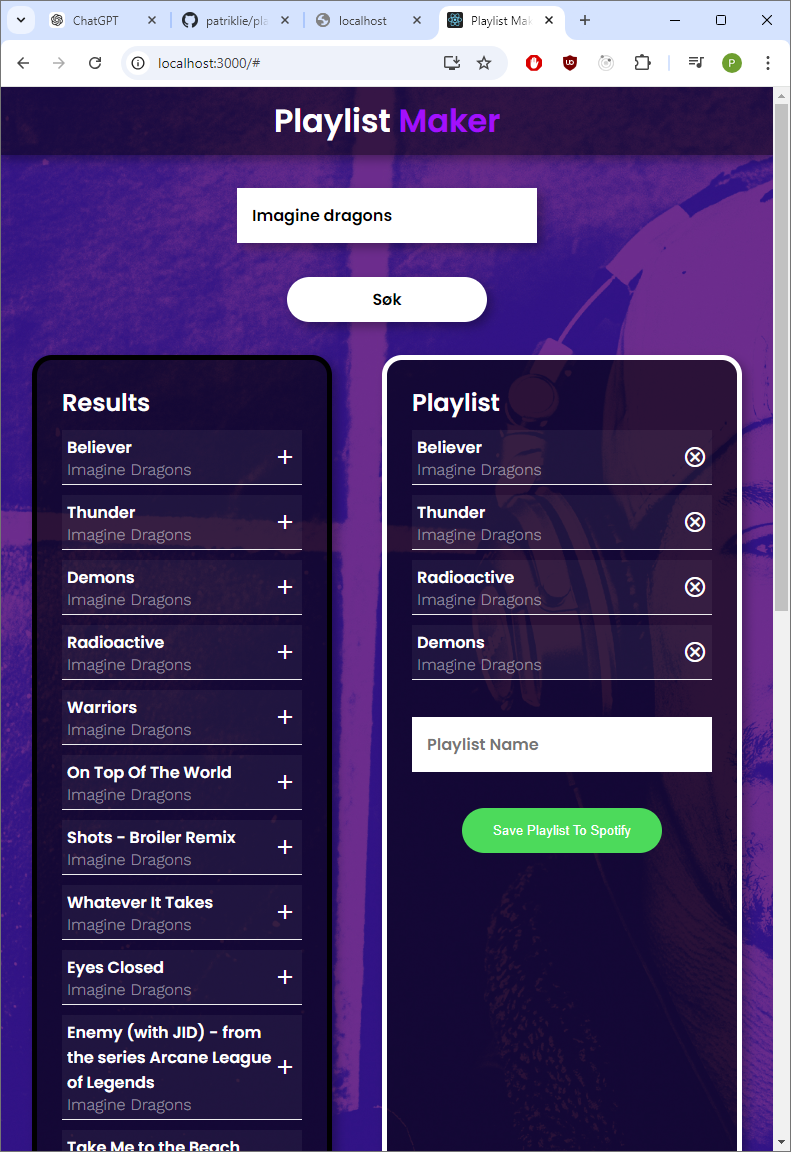 ChatGPT
patriklie/pla
localhost
Playlist Mak
localhost:3000/#
P
Playlist Maker
Imagine dragons
Søk
Results
Believer
Imagine Dragons
Thunder
Imagine Dragons
Demons
Imagine Dragons
Radioactive
Imagine Dragons
Warriors
Imagine Dragons
On Top Of The World
Imagine Dragons
Shots - Broiler Remix
Imagine Dragons
Whatever It Takes
Imagine Dragons
Eyes Closed
Imagine Dragons
Enemy (with JID) - from
the series Arcane League
of Legends
Imagine Dragons
Take Me to the Beach
Playlist
Believer
Imagine Dragons
Thunder
Imagine Dragons
Radioactive
Imagine Dragons
Demons
Imagine Dragons
Playlist Name
Save Playlist To Spotify